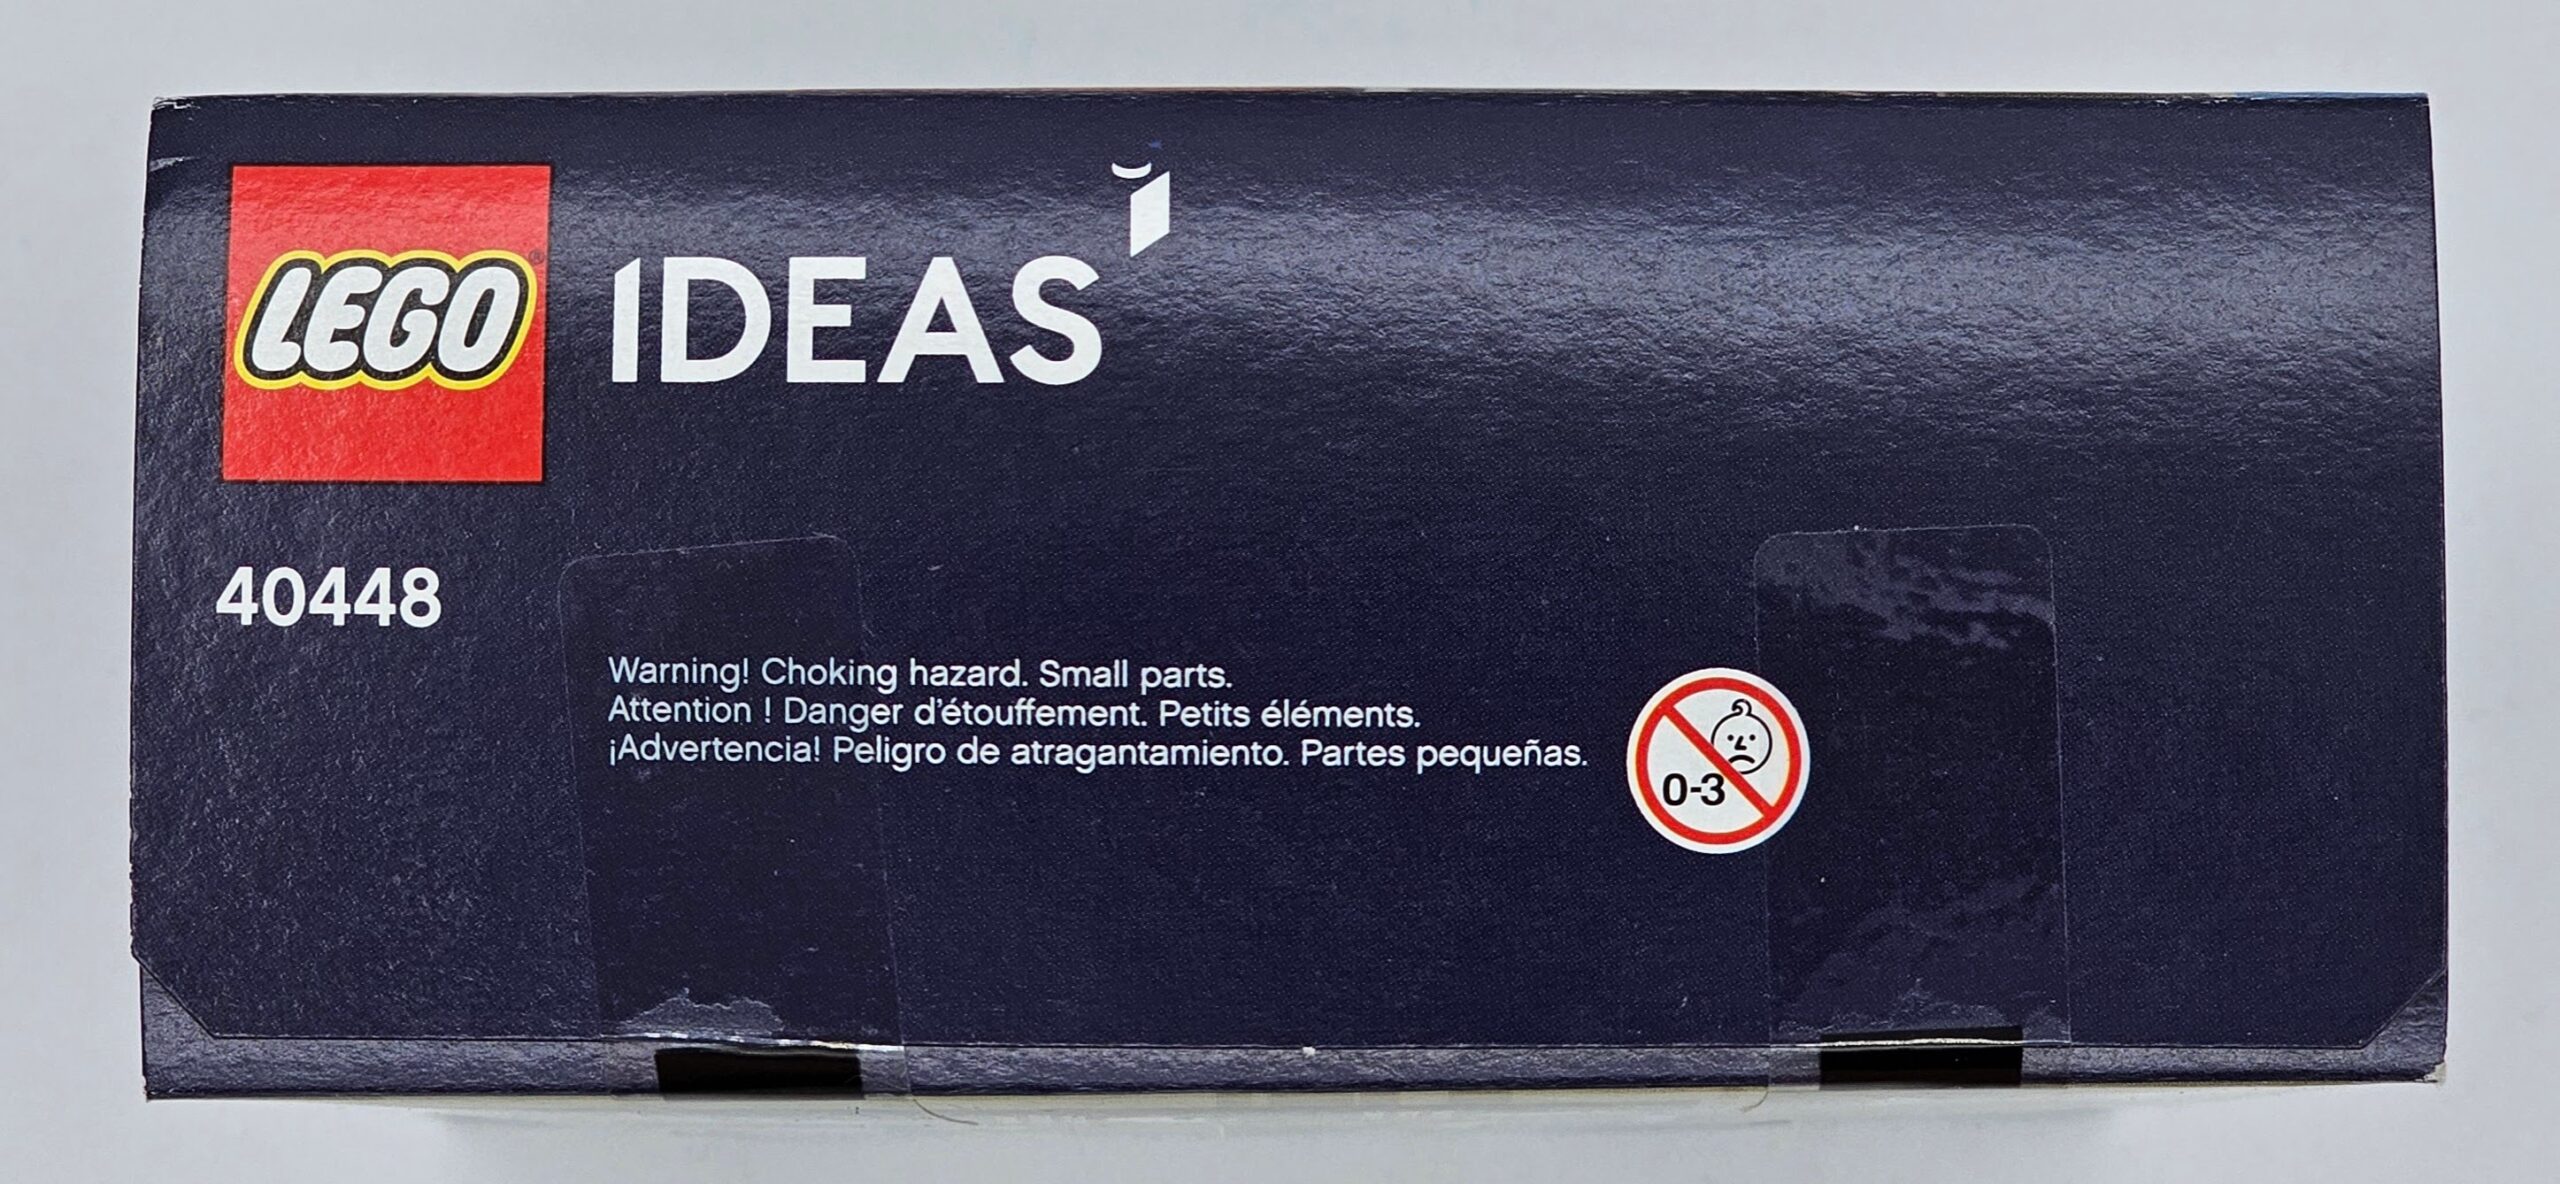 LEGO® IDEAS
40448
Warning! Choking hazard. Small parts.
Attention ! Danger d'étouffement. Petits éléments.
¡Advertencia! Peligro de atragantamiento. Partes pequeñas.
0-3